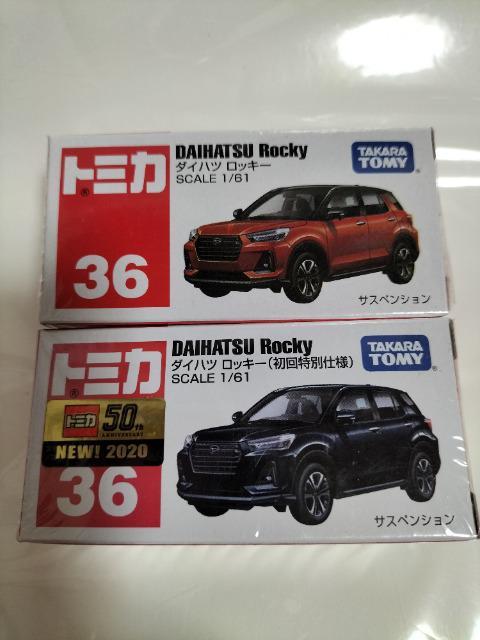 トミカ
®
36
DAIHATSU Rocky
ダイハツ ロッキー
SCALE 1/61
TAKARA
TOMY®
サスペンション
トミカ
®
トミカ 50th
ANNIVERSARY
NEW! 2020
36
DAIHATSU Rocky
ダイハツ ロッキー(初回特別仕様)
SCALE 1/61
TAKARA
TOMY®
サスペンション